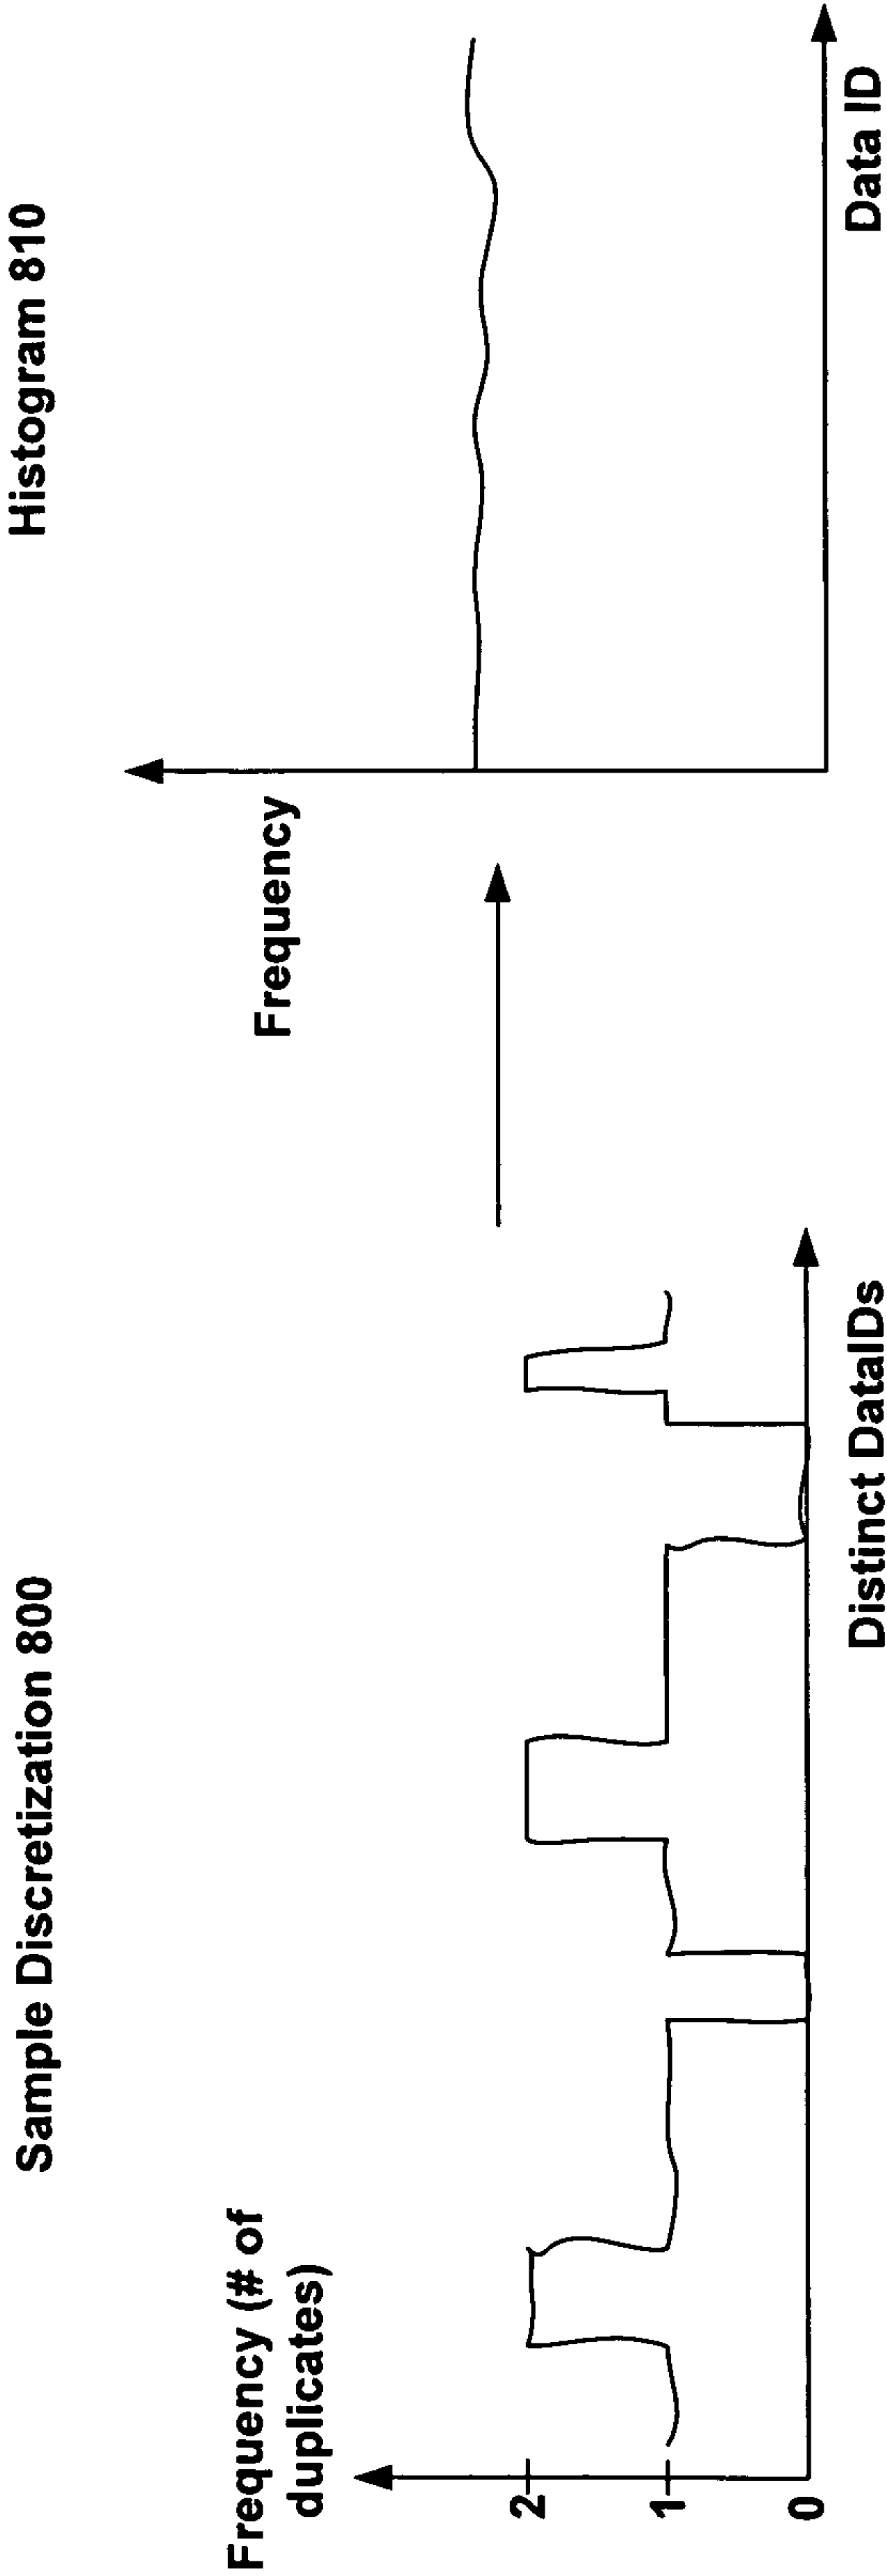 Sample Discretization 800
Frequency (# of
duplicates)
2
1
0
Distinct DataIDs
Histogram 810
Frequency
Data ID